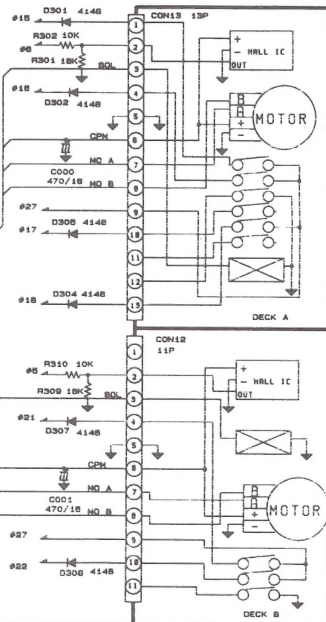 CON13 13P
#15 D301 4148 1
R302 10K
#6 2
R301 18K SOL 3
#16 4
D302 4148
5
CPM 6
MO A 7
C000
470/16 MO B 8
#27 9
D305 4148
#17 10
11
12
D304 4148
#18 13
+
- HALL IC
OUT
B
B
+
-
MOTOR
DECK A
CON12
11P
1
R310 10K
#6 2
R309 18K SOL 3
#21 4
D307 4148
5
CPM 6
MO A 7
C001
470/16 MO B 8
#27 9
#22 10
D308 4148
11
+
- HALL IC
OUT
B
B
+
-
MOTOR
DECK B